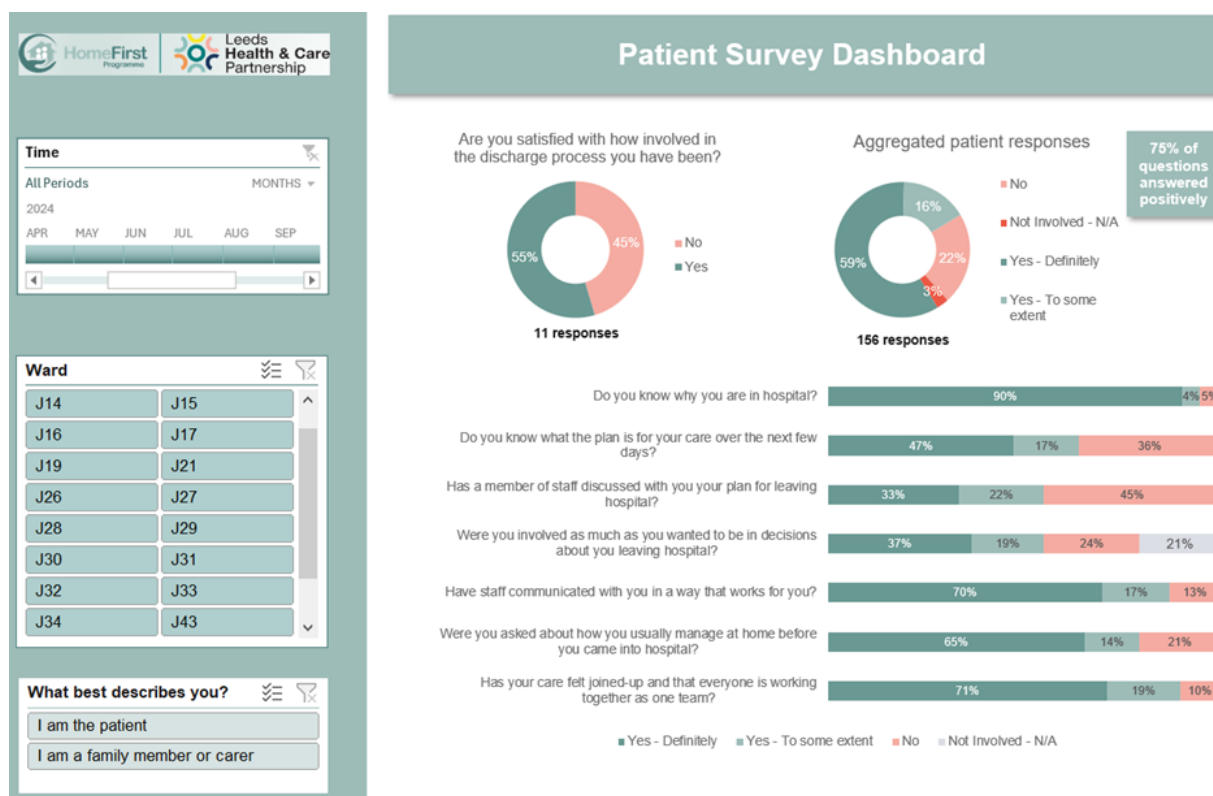 HomeFirst
Programme
Leeds
Health & Care
Partnership
Patient Survey Dashboard
Time
All Periods
MONTHS
2024
APR MAY JUN JUL AUG SEP
Ward
J14 J15
J16 J17
J19 J21
J26 J27
J28 J29
J30 J31
J32 J33
J34 J43
What best describes you?
I am the patient
I am a family member or carer
Are you satisfied with how involved in
the discharge process you have been?
45%
55%
No
Yes
11 responses
Aggregated patient responses
16%
22%
3%
59%
No
Not Involved - N/A
Yes - Definitely
Yes - To some
extent
156 responses
75% of
questions
answered
positively
Do you know why you are in hospital?
90% 4% 5%
Do you know what the plan is for your care over the next few
days?
47% 17% 36%
Has a member of staff discussed with you your plan for leaving
hospital?
33% 22% 45%
Were you involved as much as you wanted to be in decisions
about you leaving hospital?
37% 19% 24% 21%
Have staff communicated with you in a way that works for you?
70% 17% 13%
Were you asked about how you usually manage at home before
you came into hospital?
65% 14% 21%
Has your care felt joined-up and that everyone is working
together as one team?
71% 19% 10%
Yes - Definitely Yes - To some extent No Not Involved - N/A